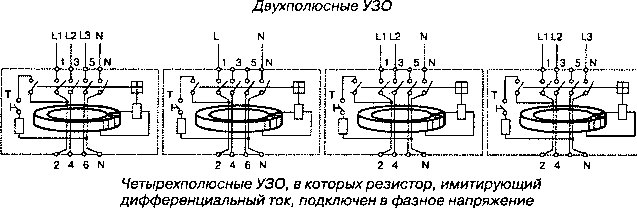 Двухполюсные УЗО
L1 L2 L3 N L N L1 L2 N L1 L2 L3
1 3 5 N 1 3 5 N 1 3 5 N 1 3 5 N
T T T T
2 4 6 N 2 4 6 N 2 4 6 N 2 4 6 N
Четырехполюсные УЗО, в которых резистор, имитирующий
дифференциальный ток, подключен в фазное напряжение